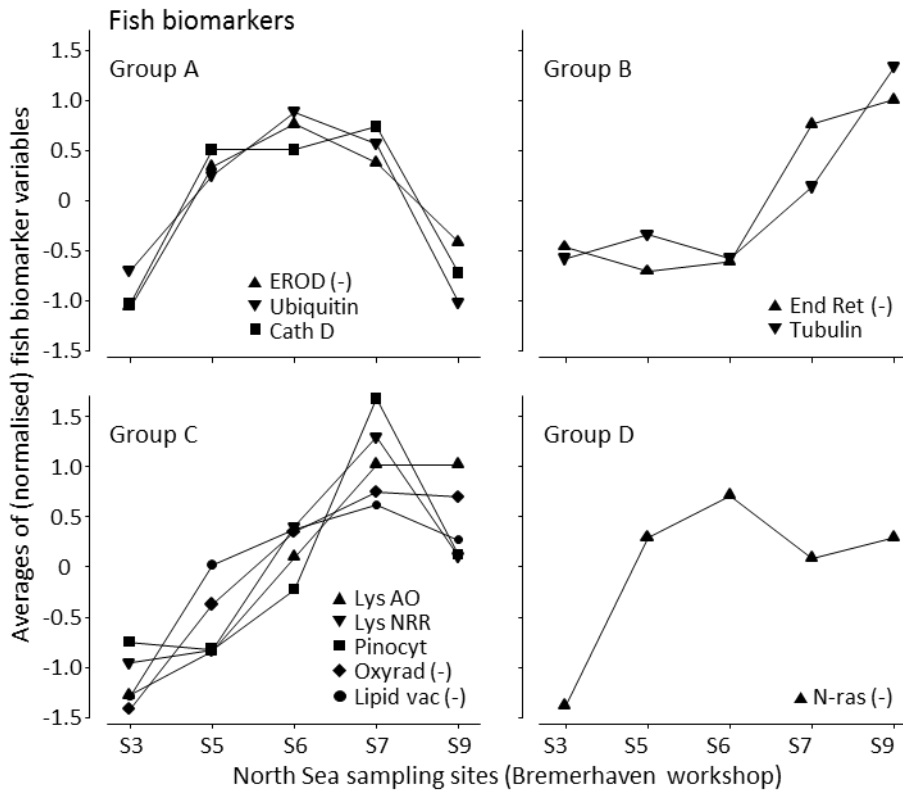 Fish biomarkers
Averages of (normalised) fish biomarker variables
Group A
1.5
1.0
0.5
0
-0.5
-1.0
-1.5
EROD (-)
Ubiquitin
Cath D
Group B
End Ret (-)
Tubulin
Group C
1.5
1.0
0.5
0
-0.5
-1.0
-1.5
Lys AO
Lys NRR
Pinocyt
Oxyrad (-)
Lipid vac (-)
S3 S5 S6 S7 S9
Group D
N-ras (-)
S3 S5 S6 S7 S9
North Sea sampling sites (Bremerhaven workshop)